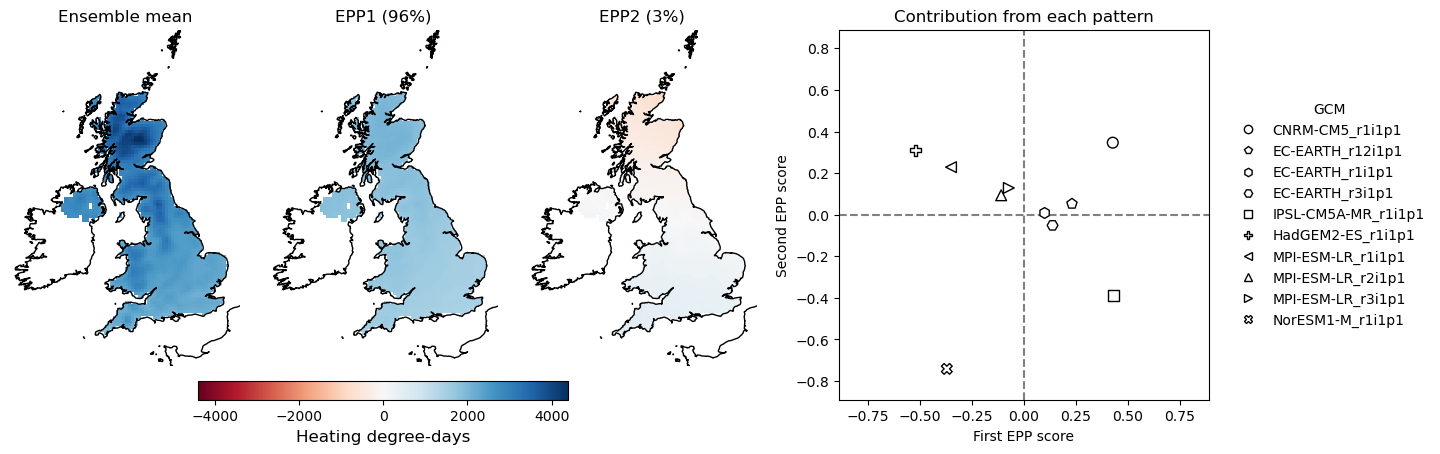 Ensemble mean
EPP1 (96%)
EPP2 (3%)
Contribution from each pattern
−4000
−2000
0
2000
4000
Heating degree-days
Second EPP score
0.8
0.6
0.4
0.2
0.0
−0.2
−0.4
−0.6
−0.8
−0.75
−0.50
−0.25
0.00
0.25
0.50
0.75
First EPP score
GCM
CNRM-CM5_r1i1p1
EC-EARTH_r12i1p1
EC-EARTH_r1i1p1
EC-EARTH_r3i1p1
IPSL-CM5A-MR_r1i1p1
HadGEM2-ES_r1i1p1
MPI-ESM-LR_r1i1p1
MPI-ESM-LR_r2i1p1
MPI-ESM-LR_r3i1p1
NorESM1-M_r1i1p1